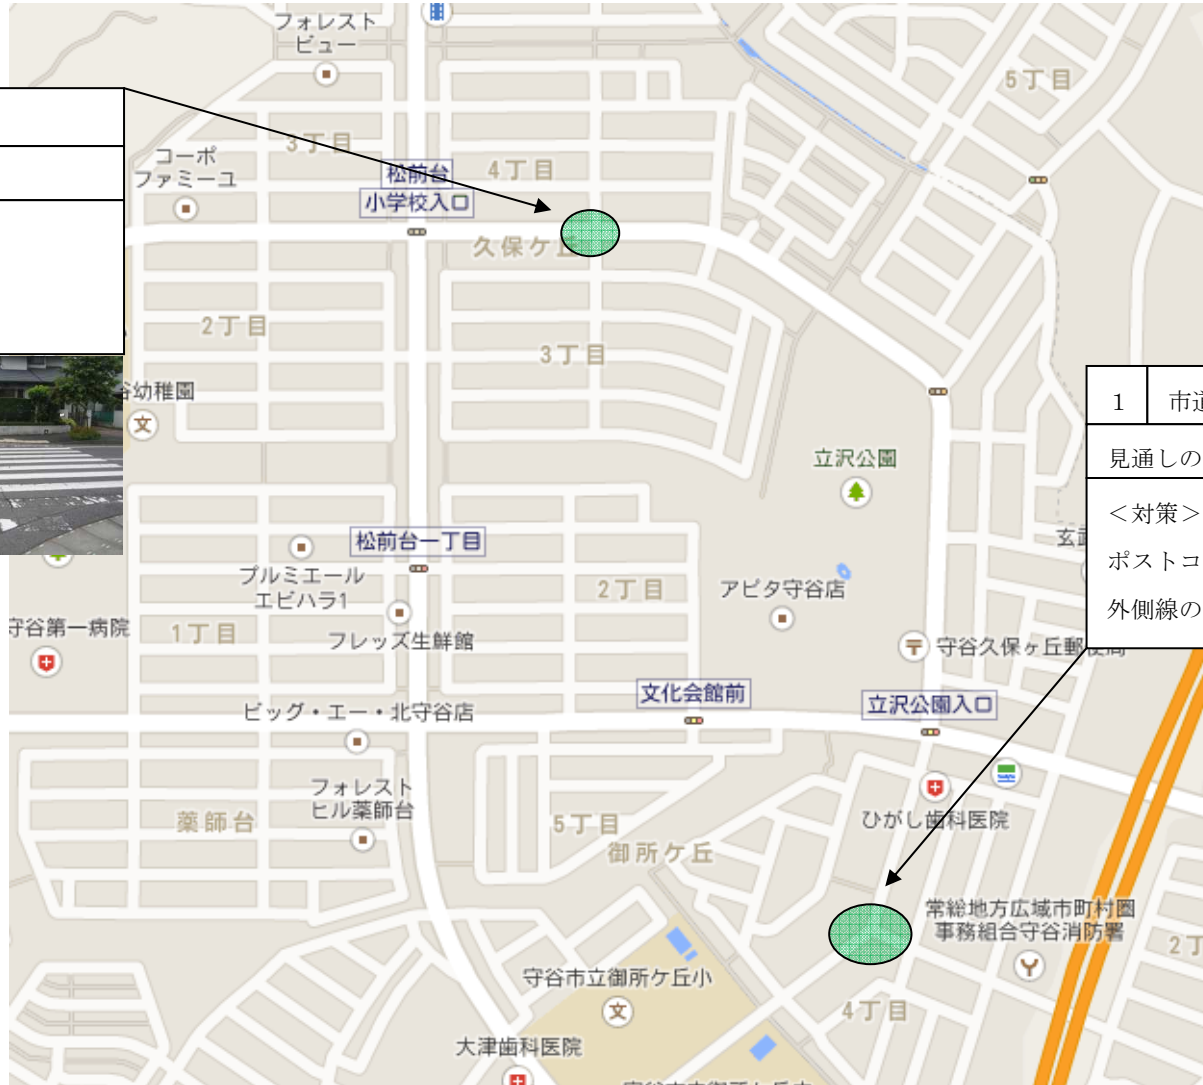 フォレスト
ビュー
5丁目
3丁目
コーポ
ファミーユ
松前台
小学校入口
4丁目
久保ケ丘
2丁目
3丁目
谷幼稚園
文
1 市道
見通しの
＜対策＞
ポストコ
外側線の
立沢公園
松前台一丁目
玄武
プルミエール
エビハラ1
2丁目
アピタ守谷店
守谷第一病院
1丁目
フレッズ生鮮館
守谷久保ヶ丘郵便局
文化会館前
立沢公園入口
ビッグ・エー・北守谷店
フォレスト
ヒル薬師台
薬師台
5丁目
ひがし歯科医院
御所ケ丘
常総地方広域市町村圏
事務組合守谷消防署
2丁
守谷市立御所ケ丘小
文
4丁目
大津歯科医院